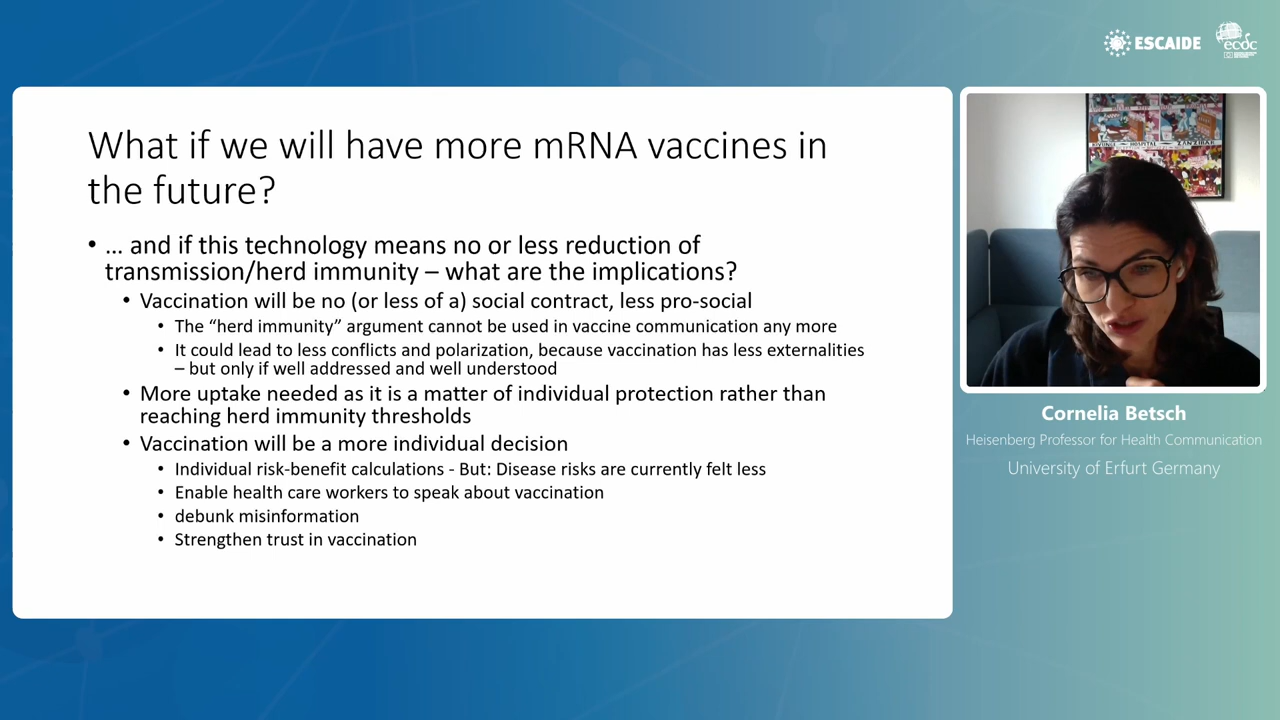 ESCAIDE
ecdc
What if we will have more mRNA vaccines in
the future?
• … and if this technology means no or less reduction of
transmission/herd immunity – what are the implications?
• Vaccination will be no (or less of a) social contract, less pro-social
• The “herd immunity” argument cannot be used in vaccine communication any more
• It could lead to less conflicts and polarization, because vaccination has less externalities
– but only if well addressed and well understood
• More uptake needed as it is a matter of individual protection rather than
reaching herd immunity thresholds
• Vaccination will be a more individual decision
• Individual risk-benefit calculations - But: Disease risks are currently felt less
• Enable health care workers to speak about vaccination
• debunk misinformation
• Strengthen trust in vaccination
HOSPITAL
ZANZIBAR
Cornelia Betsch
Heisenberg Professor for Health Communication
University of Erfurt Germany